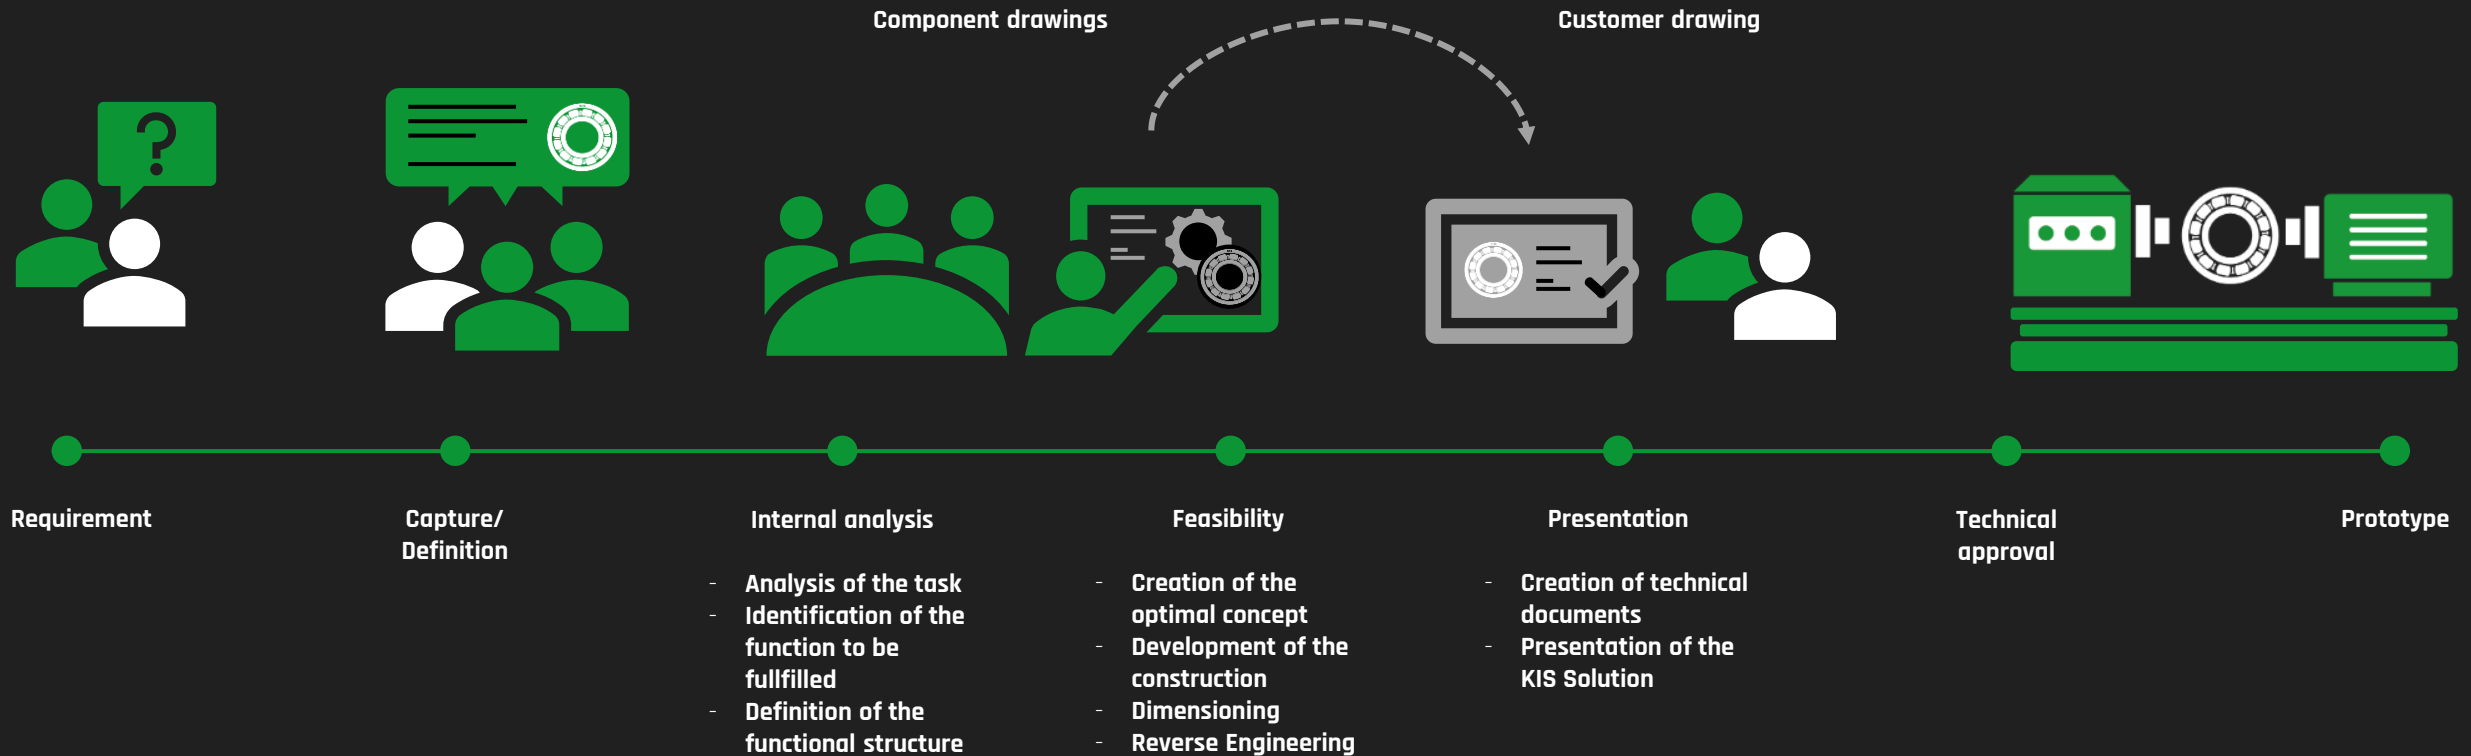 Component drawings
Customer drawing
?
Requirement
Capture/
Definition
Internal analysis
- Analysis of the task
- Identification of the
function to be
fullfilled
- Definition of the
functional structure
Feasibility
- Creation of the
optimal concept
- Development of the
construction
- Dimensioning
- Reverse Engineering
Presentation
- Creation of technical
documents
- Presentation of the
KIS Solution
Technical
approval
Prototype